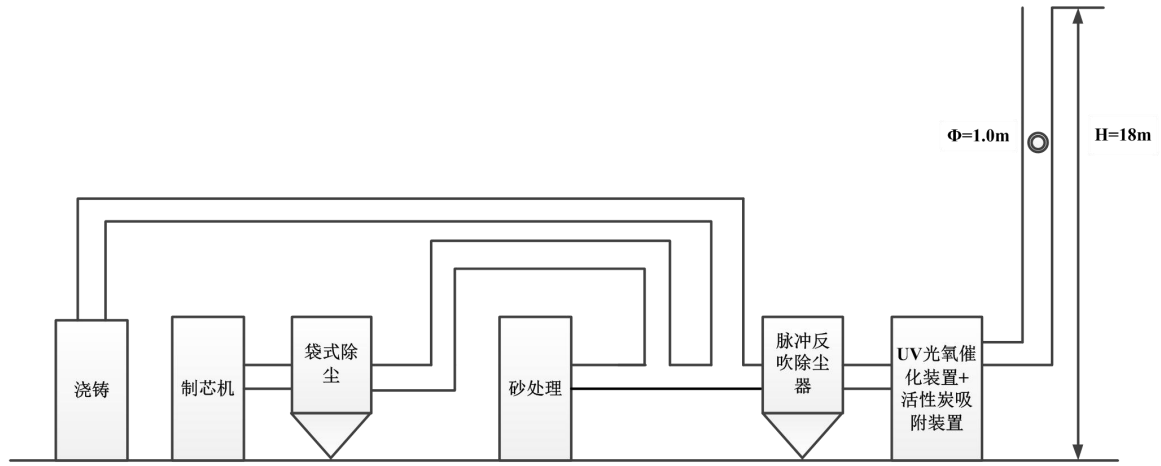 Φ=1.0m
H=18m
浇铸
制芯机
袋式除
尘
砂处理
脉冲反
吹除尘
器
UV光氧催
化装置+
活性炭吸
附装置